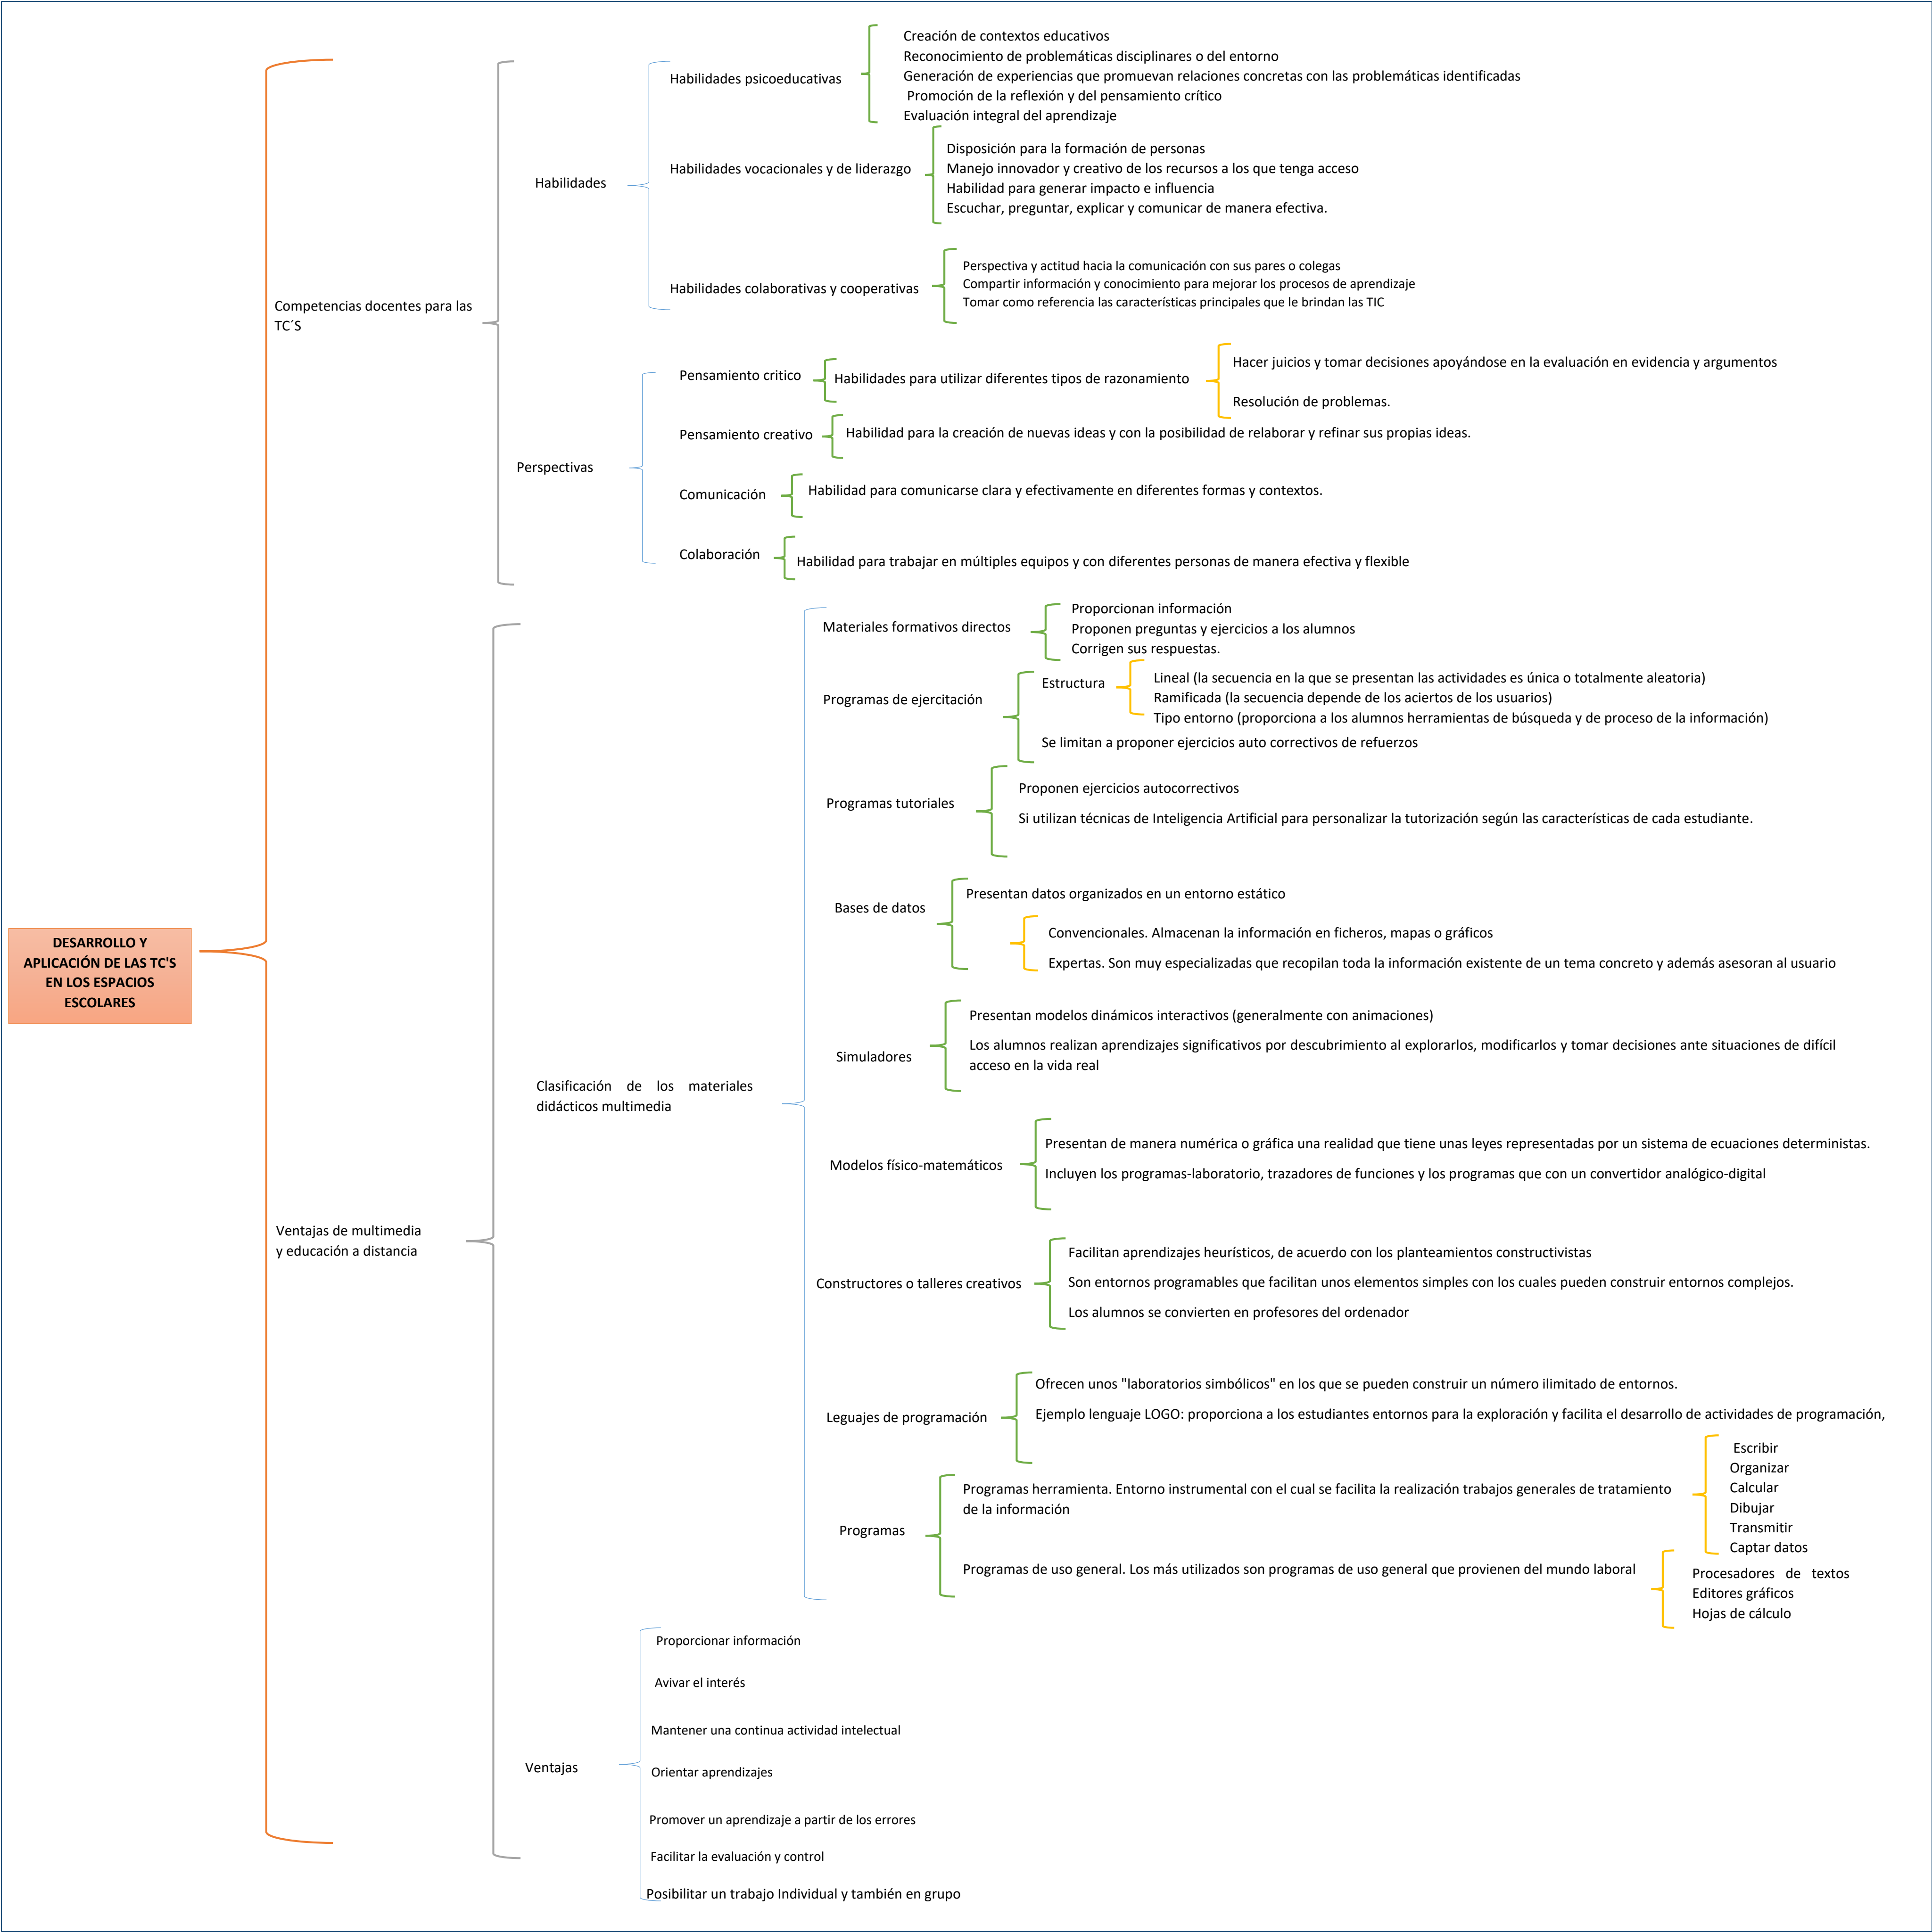 DESARROLLO Y
APLICACIÓN DE LAS TC'S
EN LOS ESPACIOS
ESCOLARES
Competencias docentes para las
TC´S
Habilidades
Habilidades psicoeducativas
Creación de contextos educativos
Reconocimiento de problemáticas disciplinares o del entorno
Generación de experiencias que promuevan relaciones concretas con las problemáticas identificadas
Promoción de la reflexión y del pensamiento crítico
Evaluación integral del aprendizaje
Habilidades vocacionales y de liderazgo
Disposición para la formación de personas
Manejo innovador y creativo de los recursos a los que tenga acceso
Habilidad para generar impacto e influencia
Escuchar, preguntar, explicar y comunicar de manera efectiva.
Habilidades colaborativas y cooperativas
Perspectiva y actitud hacia la comunicación con sus pares o colegas
Compartir información y conocimiento para mejorar los procesos de aprendizaje
Tomar como referencia las características principales que le brindan las TIC
Perspectivas
Pensamiento critico
Habilidades para utilizar diferentes tipos de razonamiento
Hacer juicios y tomar decisiones apoyándose en la evaluación en evidencia y argumentos
Resolución de problemas.
Pensamiento creativo
Habilidad para la creación de nuevas ideas y con la posibilidad de relaborar y refinar sus propias ideas.
Comunicación
Habilidad para comunicarse clara y efectivamente en diferentes formas y contextos.
Colaboración
Habilidad para trabajar en múltiples equipos y con diferentes personas de manera efectiva y flexible
Ventajas de multimedia
y educación a distancia
Clasificación de los materiales
didácticos multimedia
Materiales formativos directos
Proporcionan información
Proponen preguntas y ejercicios a los alumnos
Corrigen sus respuestas.
Programas de ejercitación
Estructura
Lineal (la secuencia en la que se presentan las actividades es única o totalmente aleatoria)
Ramificada (la secuencia depende de los aciertos de los usuarios)
Tipo entorno (proporciona a los alumnos herramientas de búsqueda y de proceso de la información)
Se limitan a proponer ejercicios auto correctivos de refuerzos
Programas tutoriales
Proponen ejercicios autocorrectivos
Si utilizan técnicas de Inteligencia Artificial para personalizar la tutorización según las características de cada estudiante.
Bases de datos
Presentan datos organizados en un entorno estático
Convencionales. Almacenan la información en ficheros, mapas o gráficos
Expertas. Son muy especializadas que recopilan toda la información existente de un tema concreto y además asesoran al usuario
Simuladores
Presentan modelos dinámicos interactivos (generalmente con animaciones)
Los alumnos realizan aprendizajes significativos por descubrimiento al explorarlos, modificarlos y tomar decisiones ante situaciones de difícil
acceso en la vida real
Modelos físico-matemáticos
Presentan de manera numérica o gráfica una realidad que tiene unas leyes representadas por un sistema de ecuaciones deterministas.
Incluyen los programas-laboratorio, trazadores de funciones y los programas que con un convertidor analógico-digital
Constructores o talleres creativos
Facilitan aprendizajes heurísticos, de acuerdo con los planteamientos constructivistas
Son entornos programables que facilitan unos elementos simples con los cuales pueden construir entornos complejos.
Los alumnos se convierten en profesores del ordenador
Leguajes de programación
Ofrecen unos "laboratorios simbólicos" en los que se pueden construir un número ilimitado de entornos.
Ejemplo lenguaje LOGO: proporciona a los estudiantes entornos para la exploración y facilita el desarrollo de actividades de programación,
Programas
Programas herramienta. Entorno instrumental con el cual se facilita la realización trabajos generales de tratamiento
de la información
Escribir
Organizar
Calcular
Dibujar
Transmitir
Captar datos
Programas de uso general. Los más utilizados son programas de uso general que provienen del mundo laboral
Procesadores de textos
Editores gráficos
Hojas de cálculo
Ventajas
Proporcionar información
Avivar el interés
Mantener una continua actividad intelectual
Orientar aprendizajes
Promover un aprendizaje a partir de los errores
Facilitar la evaluación y control
Posibilitar un trabajo Individual y también en grupo